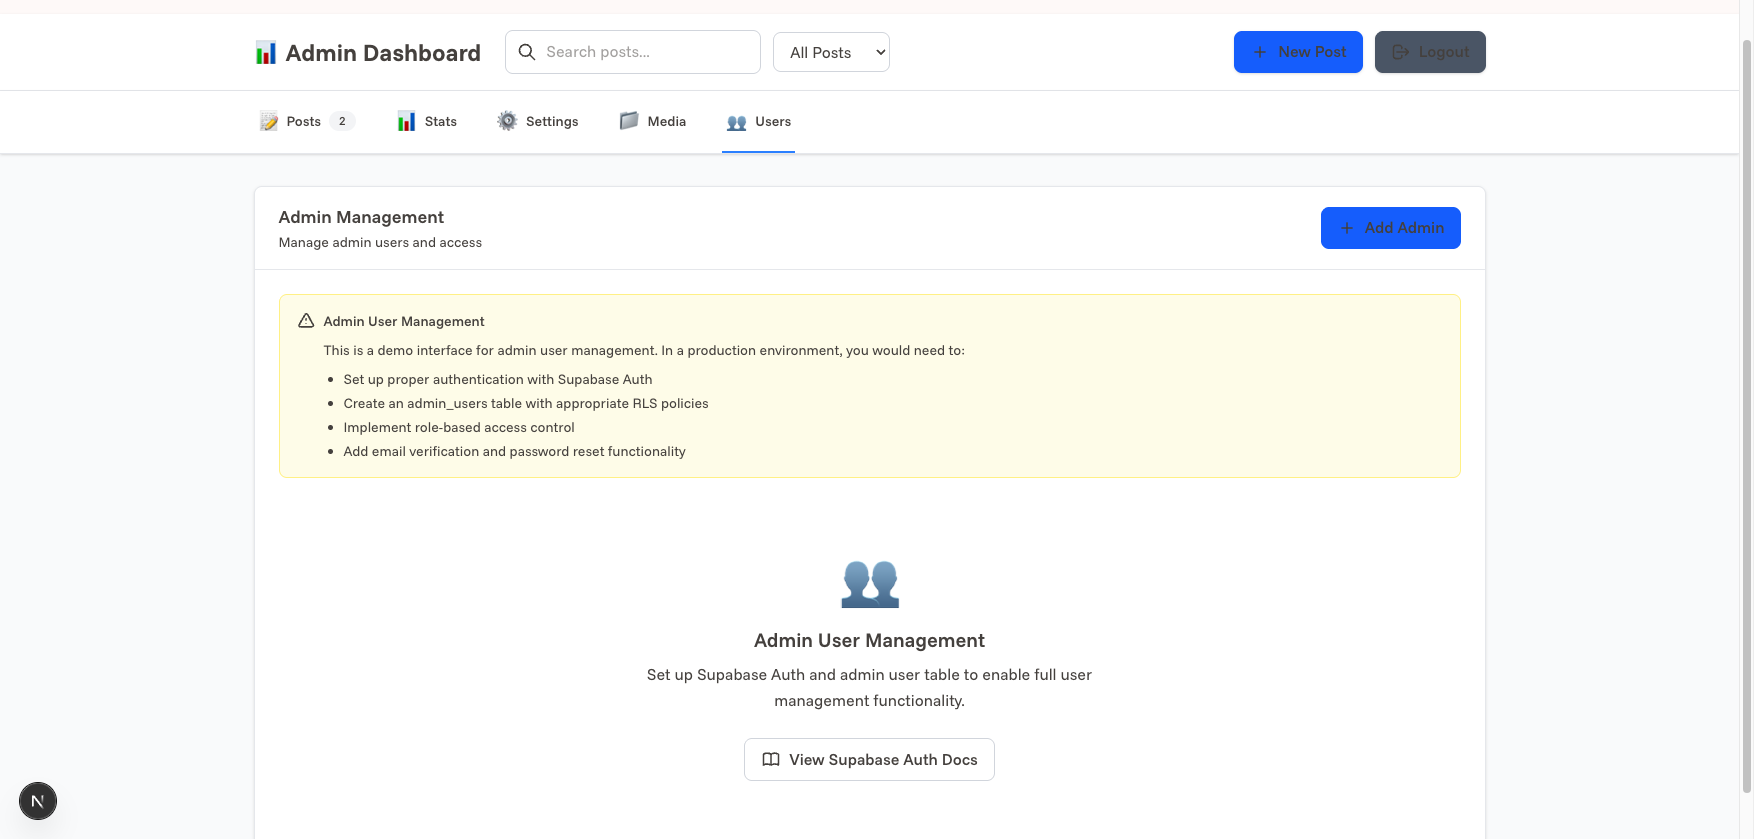 Admin Dashboard
Search posts...
All Posts
New Post
Logout
Posts 2
Stats
Settings
Media
Users
Admin Management
Manage admin users and access
Add Admin
Admin User Management
This is a demo interface for admin user management. In a production environment, you would need to:
• Set up proper authentication with Supabase Auth
• Create an admin_users table with appropriate RLS policies
• Implement role-based access control
• Add email verification and password reset functionality
Admin User Management
Set up Supabase Auth and admin user table to enable full user
management functionality.
View Supabase Auth Docs
N